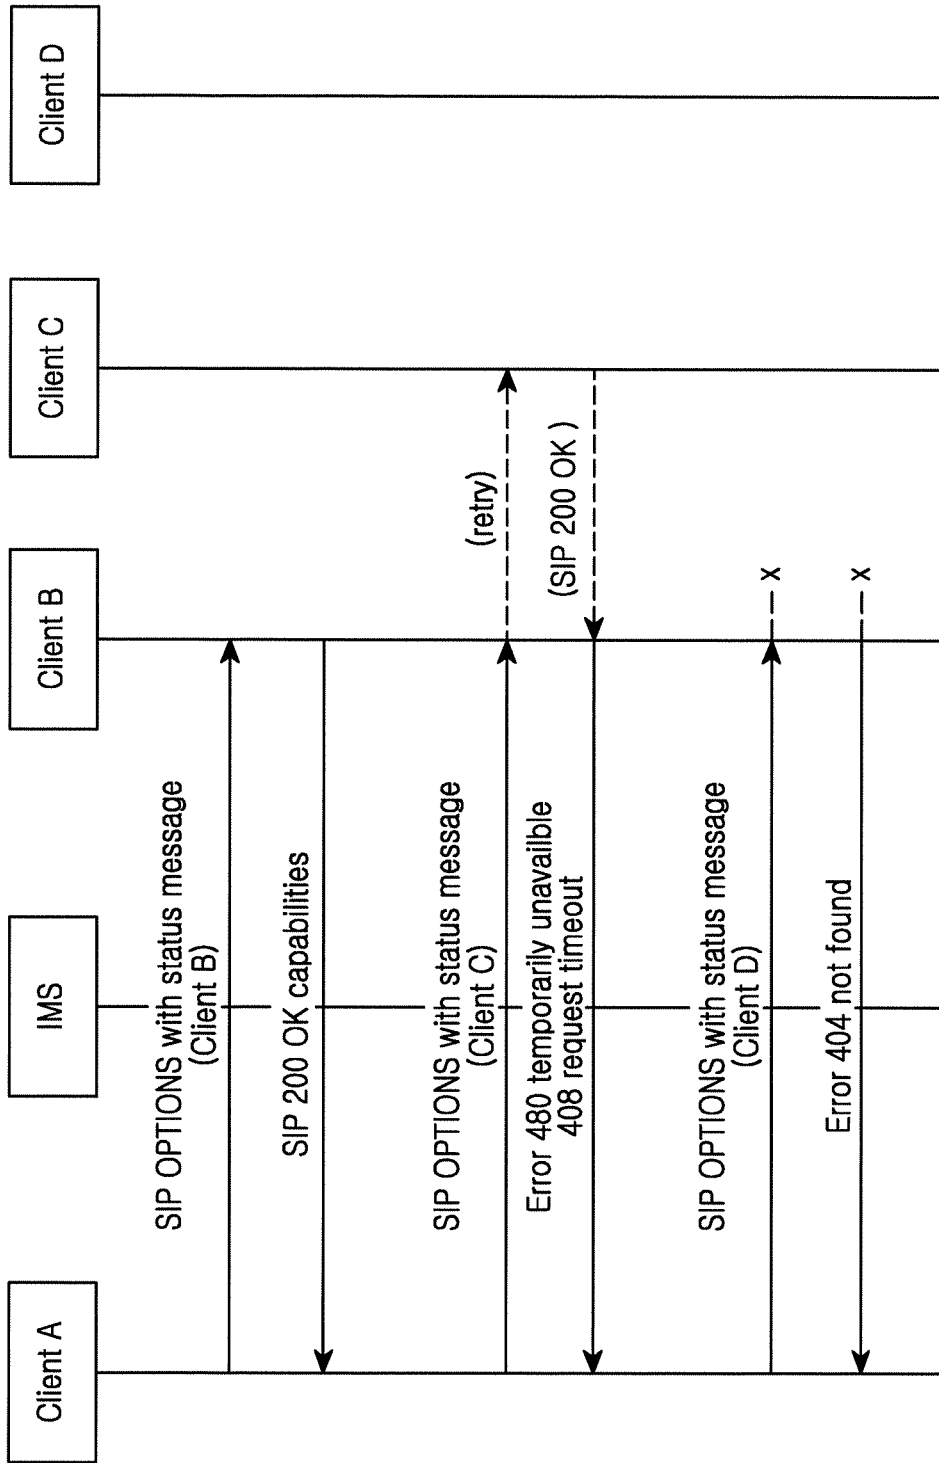 Client A
IMS
Client B
Client C
Client D
SIP OPTIONS with status message
(Client B)
SIP 200 OK capabilities
SIP OPTIONS with status message
(Client C)
(retry)
Error 480 temporarily unavailble
408 request timeout
(SIP 200 OK )
SIP OPTIONS with status message
(Client D)
x
Error 404 not found
x